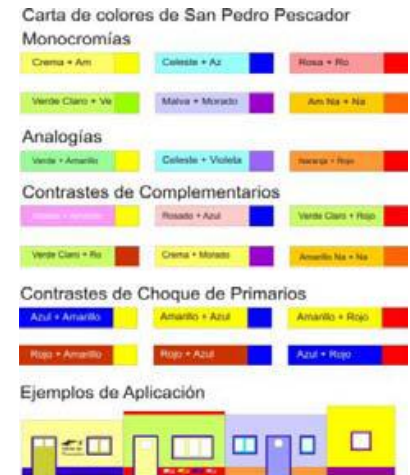 Carta de colores de San Pedro Pescador
Monocromías
Crema + Am Celeste + Az Rosa + Ro
Verde Claro + Ve Malva + Morado Am Na + Na
Analogías
Verde + Amarillo Celeste + Violeta Naranja + Rojo
Contrastes de Complementarios
Rosado + Azul Verde Claro + Rojo
Verde Claro + Ro Crema + Morado Amarillo Na + Na
Contrastes de Choque de Primarios
Azul + Amarillo Amarillo + Azul Amarillo + Rojo
Rojo + Amarillo Rojo + Azul Azul + Rojo
Ejemplos de Aplicación